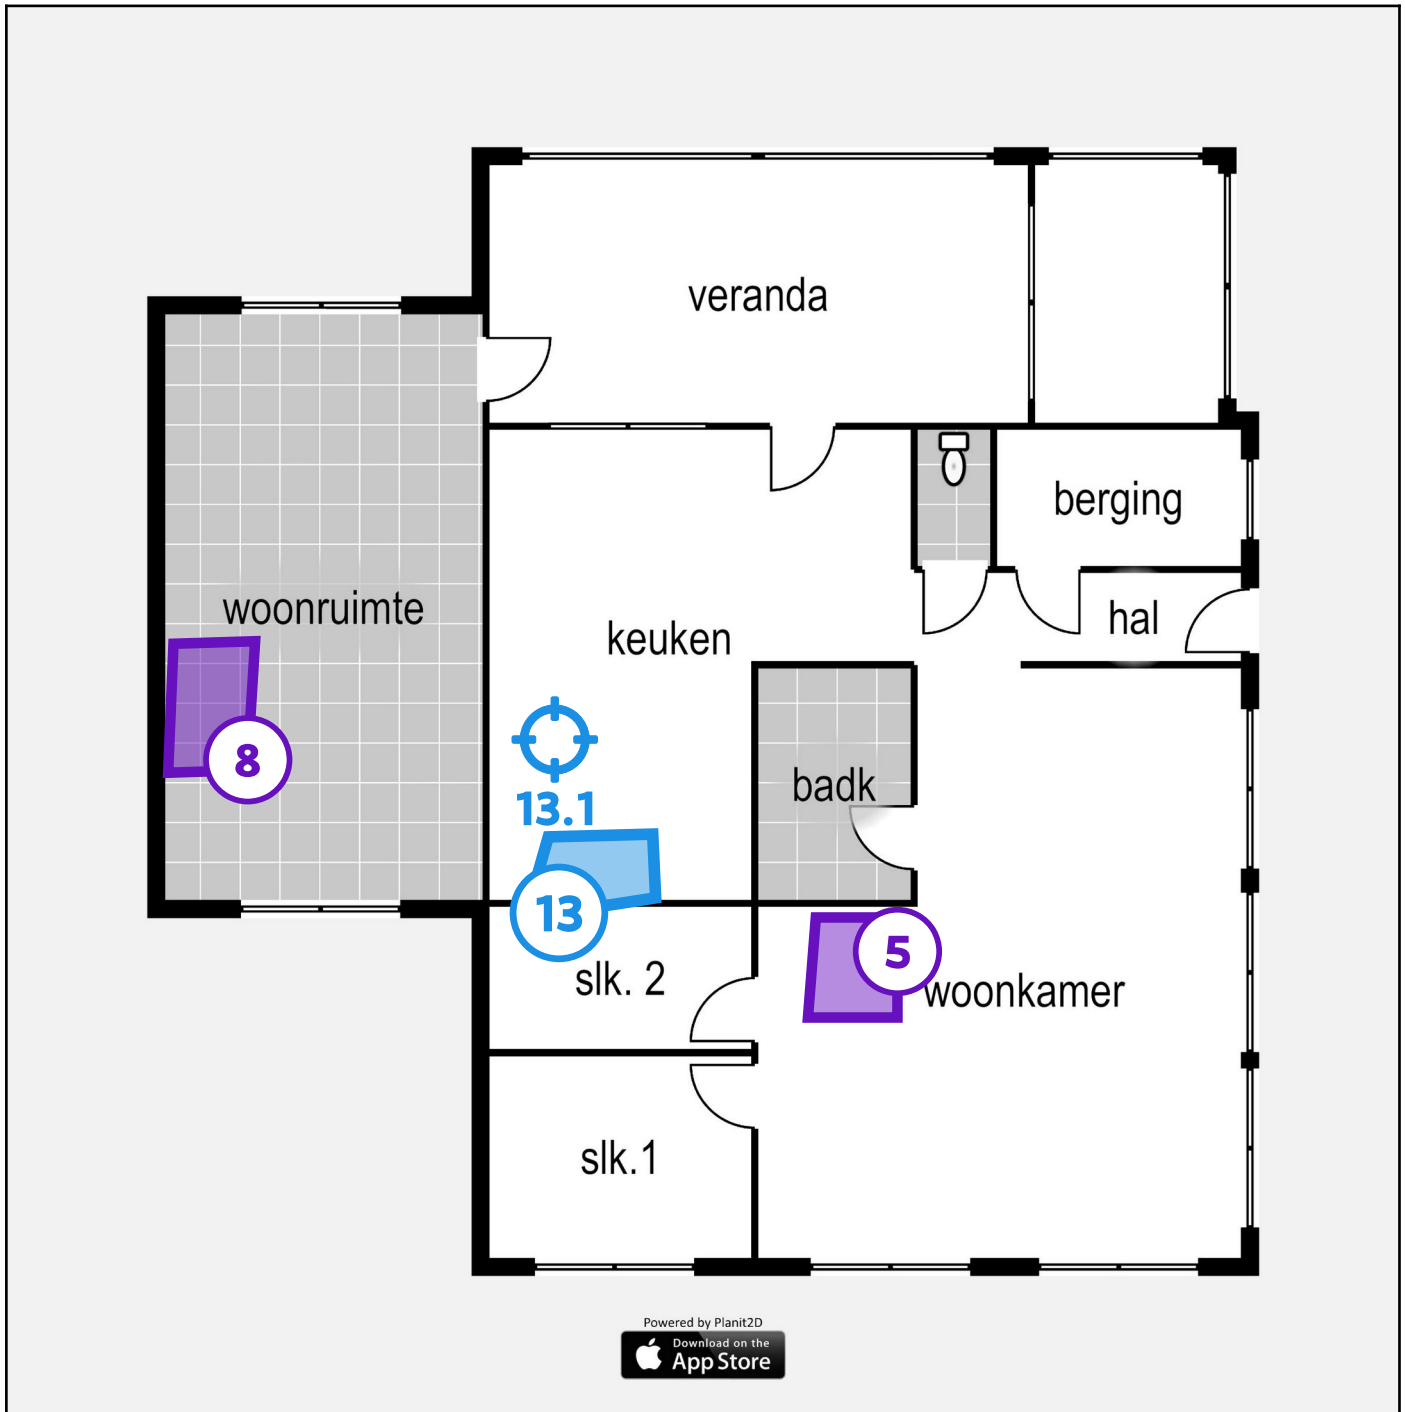 veranda
berging
woonruimte
hal
keuken
13.1
badk
8
13
5
slk. 2
woonkamer
slk.1
Powered by Planit2D
Download on the
App Store